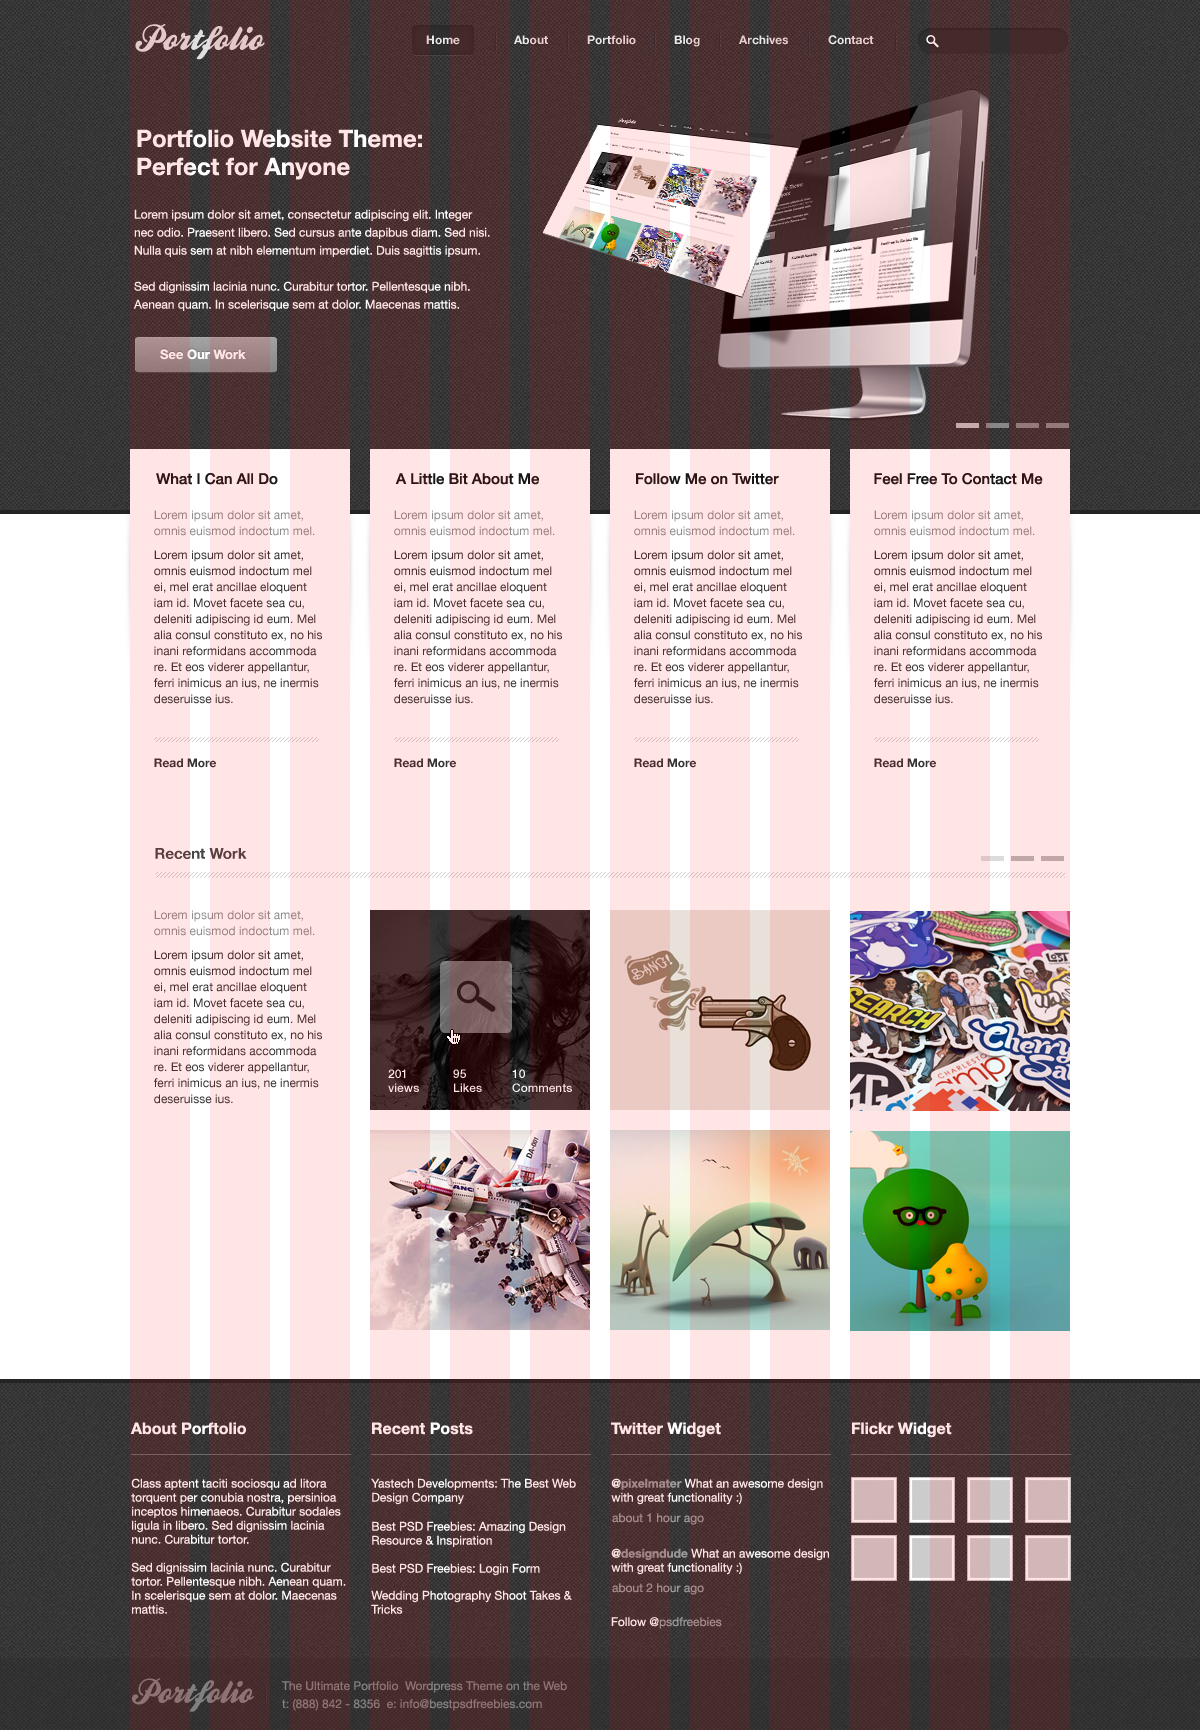 Portfolio
Home About Portfolio Blog Archives Contact
Portfolio Website Theme:
Perfect for Anyone
Lorem ipsum dolor sit amet, consectetur adipiscing elit. Integer
nec odio. Praesent libero. Sed cursus ante dapibus diam. Sed nisi.
Nulla quis sem at nibh elementum imperdiet. Duis sagittis ipsum.
Sed dignissim lacinia nunc. Curabitur tortor. Pellentesque nibh.
Aenean quam. In scelerisque sem at dolor. Maecenas mattis.
See Our Work
What I Can All Do
Lorem ipsum dolor sit amet,
omnis euismod indoctum mel.
Lorem ipsum dolor sit amet,
omnis euismod indoctum mel
ei, mel erat ancillae eloquent
iam id. Movet facete sea cu,
deleniti adipiscing id eum. Mel
alia consul constituto ex, no his
inani reformidans accommoda
re. Et eos viderer appellantur,
ferri inimicus an ius, ne inermis
deseruisse ius.
Read More
A Little Bit About Me
Lorem ipsum dolor sit amet,
omnis euismod indoctum mel.
Lorem ipsum dolor sit amet,
omnis euismod indoctum mel
ei, mel erat ancillae eloquent
iam id. Movet facete sea cu,
deleniti adipiscing id eum. Mel
alia consul constituto ex, no his
inani reformidans accommoda
re. Et eos viderer appellantur,
ferri inimicus an ius, ne inermis
deseruisse ius.
Read More
Follow Me on Twitter
Lorem ipsum dolor sit amet,
omnis euismod indoctum mel.
Lorem ipsum dolor sit amet,
omnis euismod indoctum mel
ei, mel erat ancillae eloquent
iam id. Movet facete sea cu,
deleniti adipiscing id eum. Mel
alia consul constituto ex, no his
inani reformidans accommoda
re. Et eos viderer appellantur,
ferri inimicus an ius, ne inermis
deseruisse ius.
Read More
Feel Free To Contact Me
Lorem ipsum dolor sit amet,
omnis euismod indoctum mel.
Lorem ipsum dolor sit amet,
omnis euismod indoctum mel
ei, mel erat ancillae eloquent
iam id. Movet facete sea cu,
deleniti adipiscing id eum. Mel
alia consul constituto ex, no his
inani reformidans accommoda
re. Et eos viderer appellantur,
ferri inimicus an ius, ne inermis
deseruisse ius.
Read More
Recent Work
Lorem ipsum dolor sit amet,
omnis euismod indoctum mel.
Lorem ipsum dolor sit amet,
omnis euismod indoctum mel
ei, mel erat ancillae eloquent
iam id. Movet facete sea cu,
deleniti adipiscing id eum. Mel
alia consul constituto ex, no his
inani reformidans accommoda
re. Et eos viderer appellantur,
ferri inimicus an ius, ne inermis
deseruisse ius.
201 95 10
views Likes Comments
BANG!
SEARCH
Cherry
CHARLESTO
DA-001
About Porftolio
Class aptent taciti sociosqu ad litora
torquent per conubia nostra, persinioa
inceptos himenaeos. Curabitur sodales
ligula in libero. Sed dignissim lacinia
nunc. Curabitur tortor.
Sed dignissim lacinia nunc. Curabitur
tortor. Pellentesque nibh. Aenean quam.
In scelerisque sem at dolor. Maecenas
mattis.
Recent Posts
Yastech Developments: The Best Web
Design Company
Best PSD Freebies: Amazing Design
Resource & Inspiration
Best PSD Freebies: Login Form
Wedding Photography Shoot Takes &
Tricks
Twitter Widget
@pixelmater What an awesome design
with great functionality :)
about 1 hour ago
@designdude What an awesome design
with great functionality :)
about 2 hour ago
Follow @psdfreebies
Flickr Widget
Portfolio
The Ultimate Portfolio Wordpress Theme on the Web
t: (888) 842 - 8356 e: info@bestpsdfreebies.com